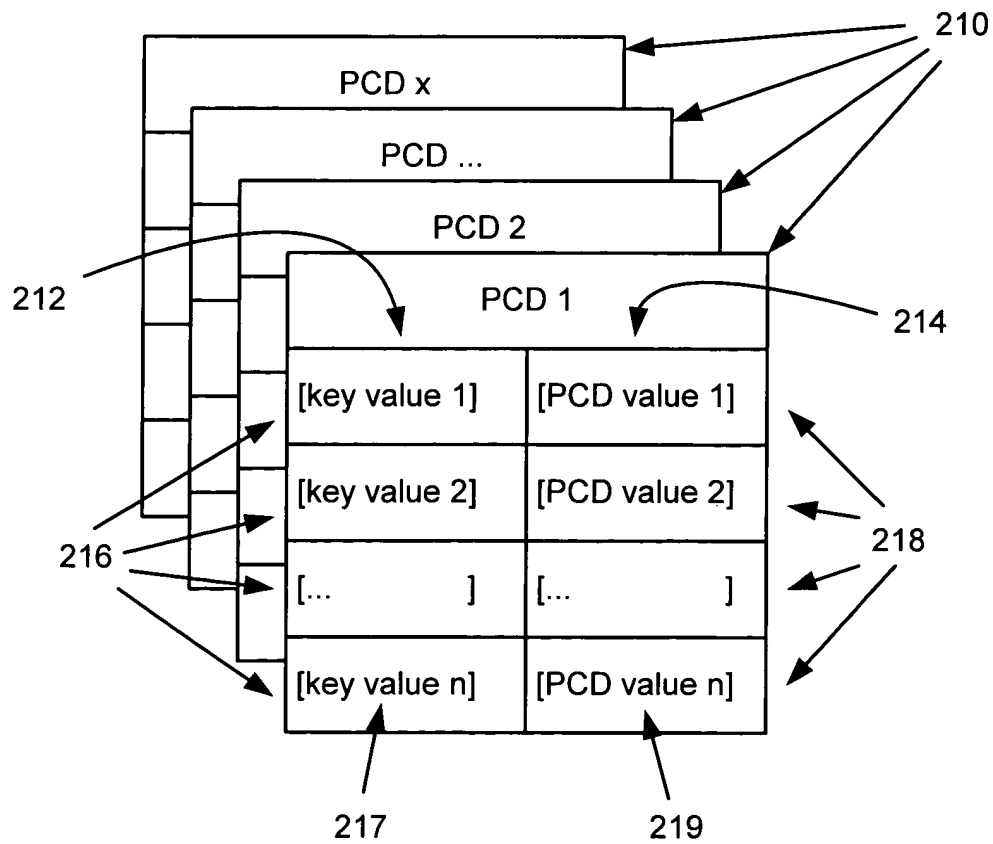 210
PCD x
PCD ...
PCD 2
212
PCD 1
214
[key value 1] [PCD value 1]
[key value 2] [PCD value 2]
216
218
[... ] [... ]
[key value n] [PCD value n]
217
219